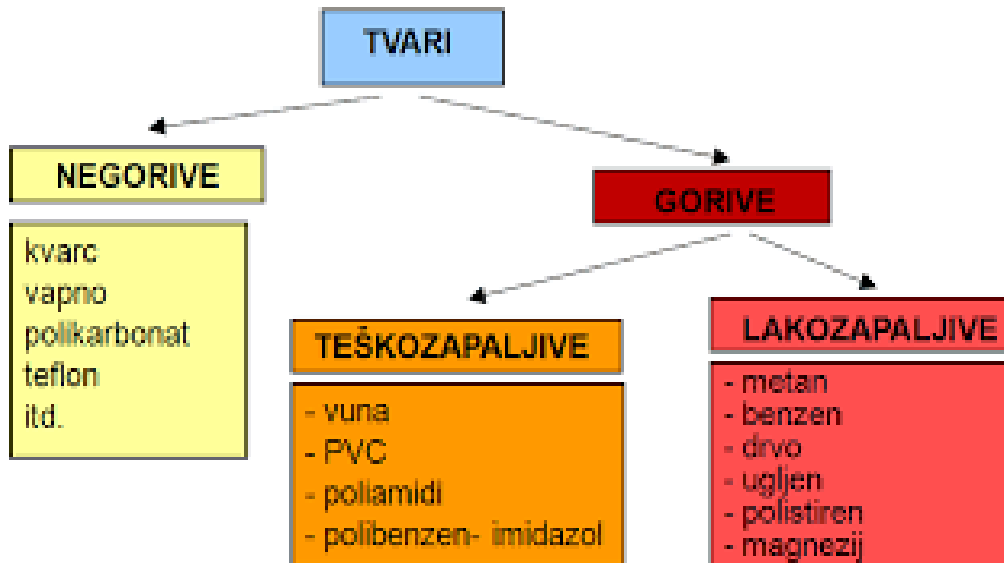 TVARI
NEGORIVE
kvarc
vapno
polikarbonat
teflon
itd.
GORIVE
TEŠKOZAPALJIVE
- vuna
- PVC
- poliamidi
- polibenzen- imidazol
LAKOZAPALJIVE
- metan
- benzen
- drvo
- ugljen
- polistiren
- magnezij